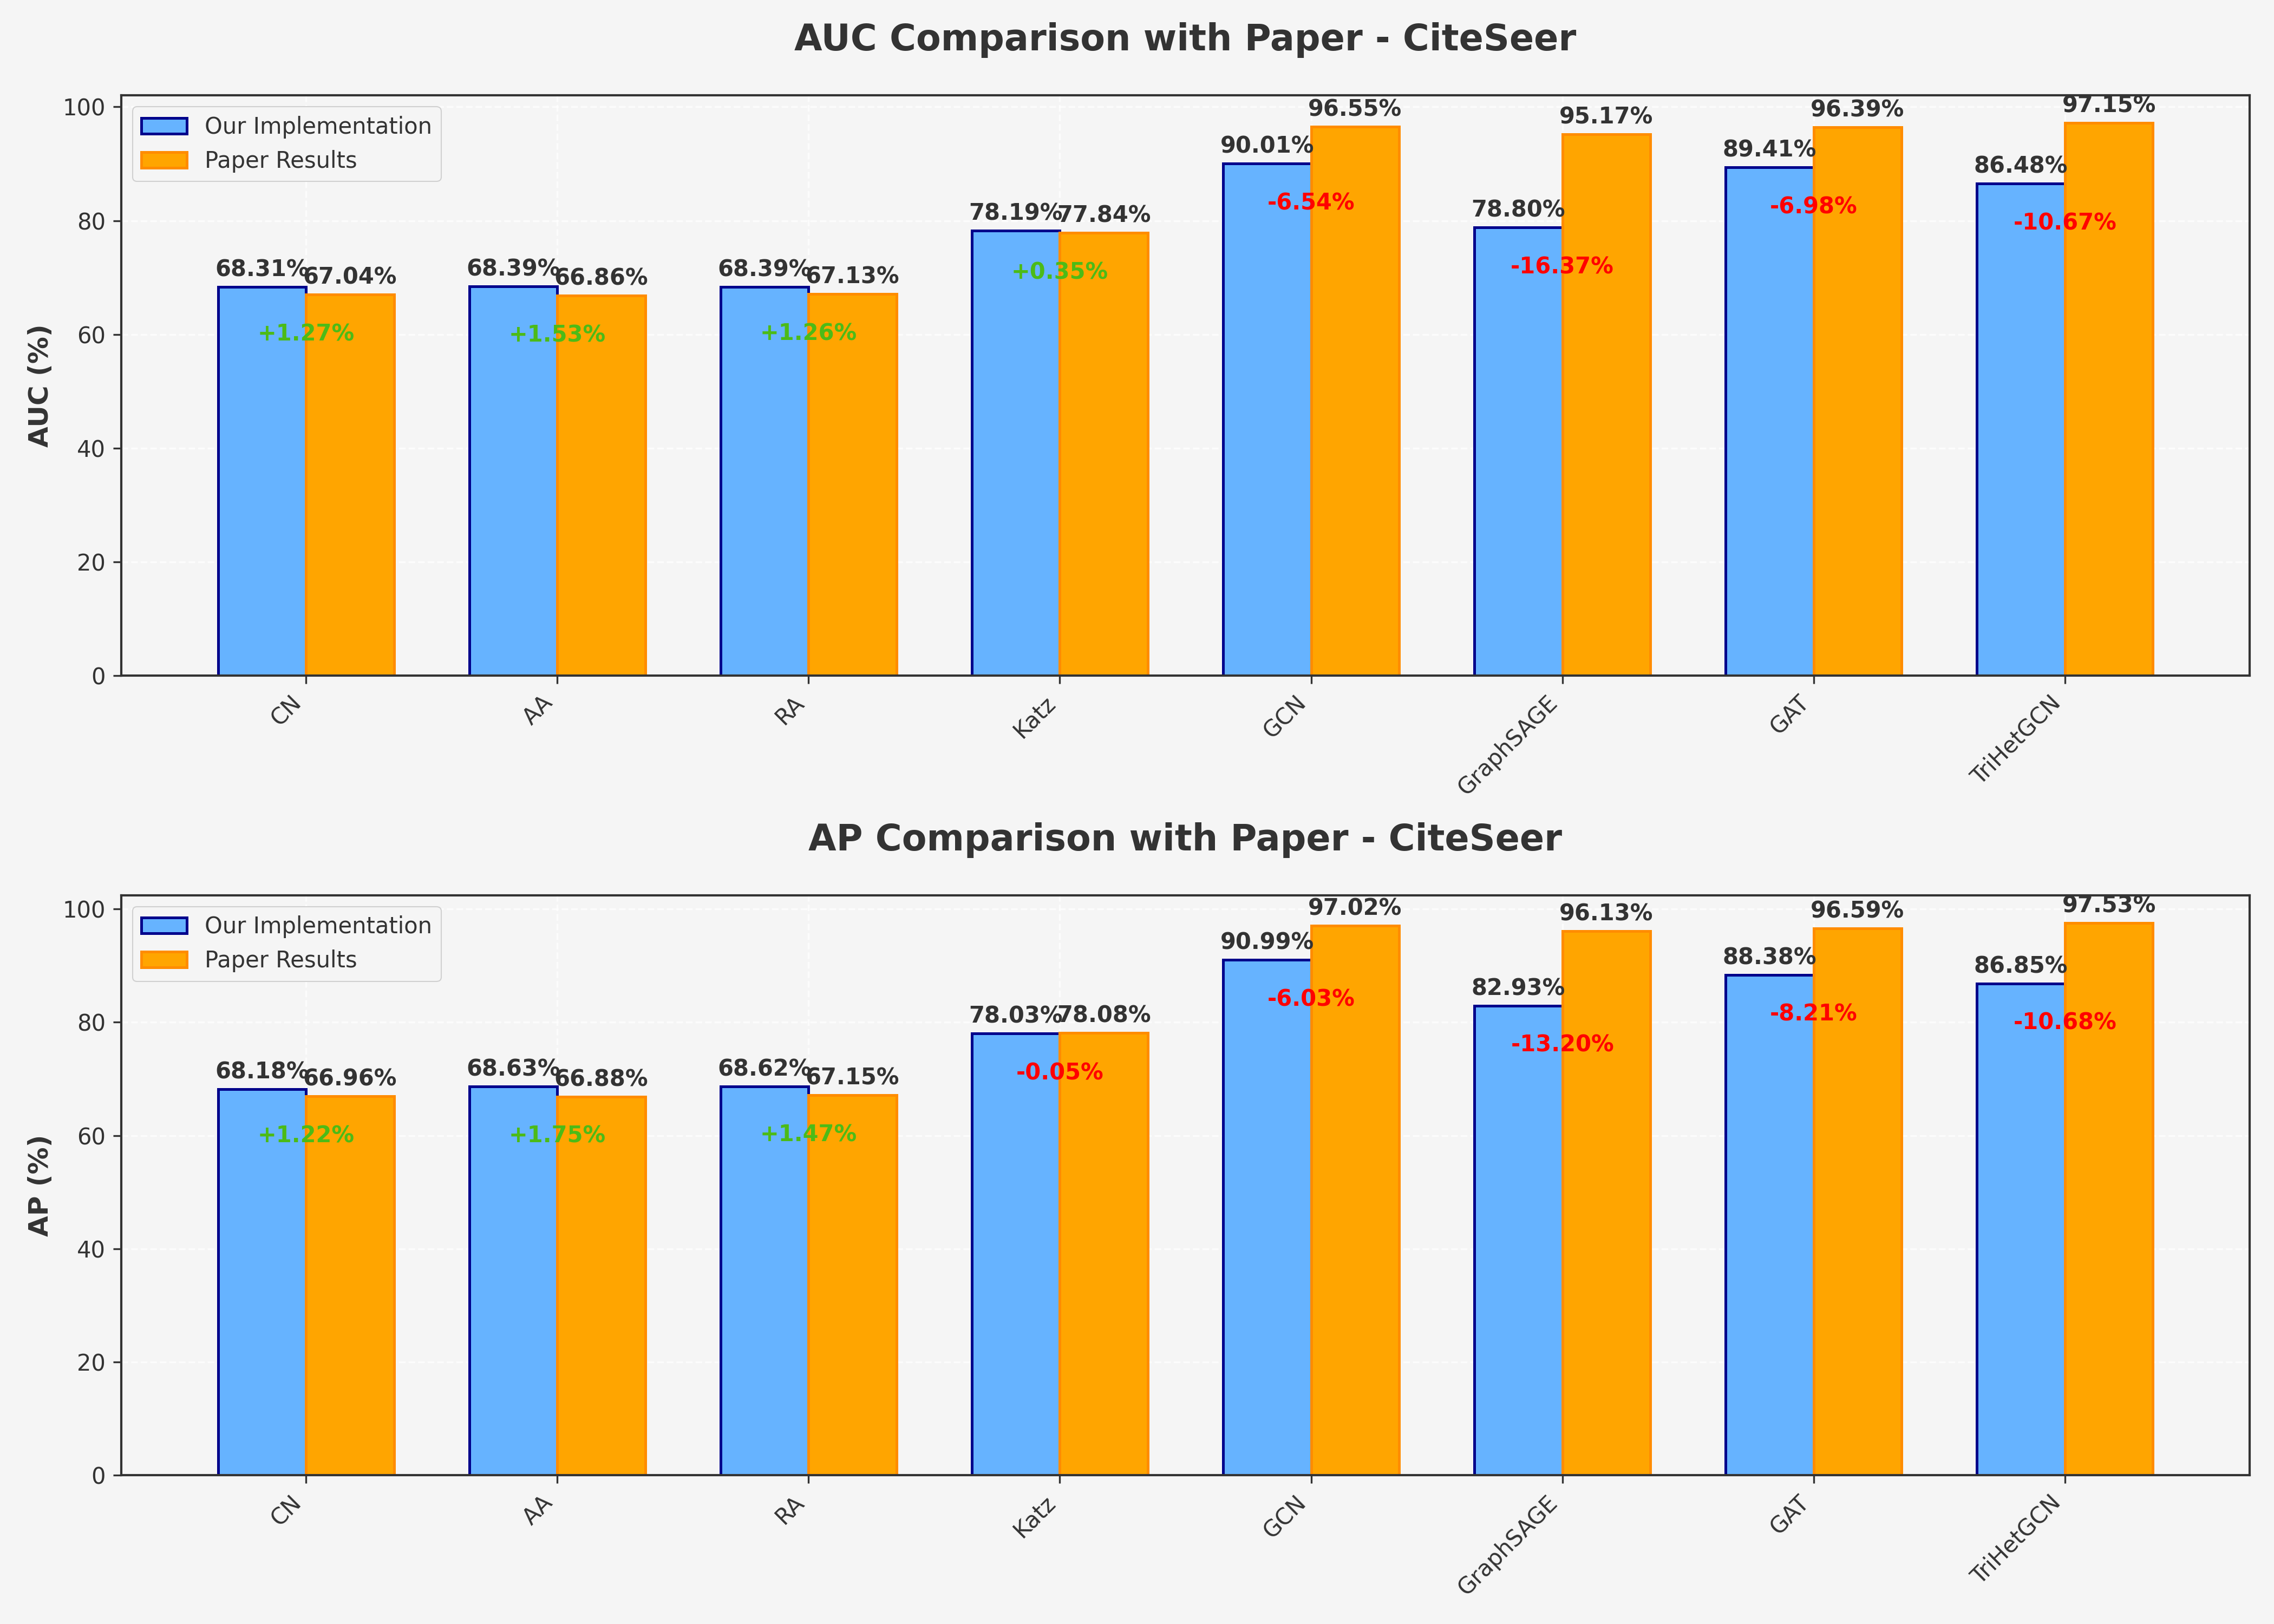 AUC Comparison with Paper - CiteSeer
Our Implementation
Paper Results
AUC (%)
100
80
60
40
20
0
68.31%
67.04%
+1.27%
68.39%
66.86%
+1.53%
68.39%
67.13%
+1.26%
78.19%
77.84%
+0.35%
90.01%
96.55%
-6.54%
78.80%
95.17%
-16.37%
89.41%
96.39%
-6.98%
86.48%
97.15%
-10.67%
CN
AA
RA
Katz
GCN
GraphSAGE
GAT
TriHetGCN
AP Comparison with Paper - CiteSeer
Our Implementation
Paper Results
AP (%)
100
80
60
40
20
0
68.18%
66.96%
+1.22%
68.63%
66.88%
+1.75%
68.62%
67.15%
+1.47%
78.03%
78.08%
-0.05%
90.99%
97.02%
-6.03%
82.93%
96.13%
-13.20%
88.38%
96.59%
-8.21%
86.85%
97.53%
-10.68%
CN
AA
RA
Katz
GCN
GraphSAGE
GAT
TriHetGCN